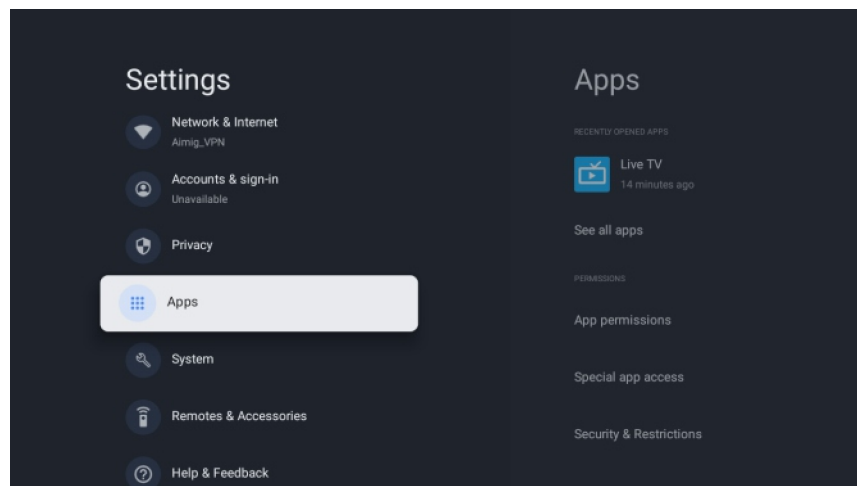 Settings
Network & Internet
Aimig_VPN
Accounts & sign-in
Unavailable
Privacy
Apps
System
Remotes & Accessories
Help & Feedback
Apps
RECENTLY OPENED APPS
Live TV
14 minutes ago
See all apps
PERMISSIONS
App permissions
Special app access
Security & Restrictions